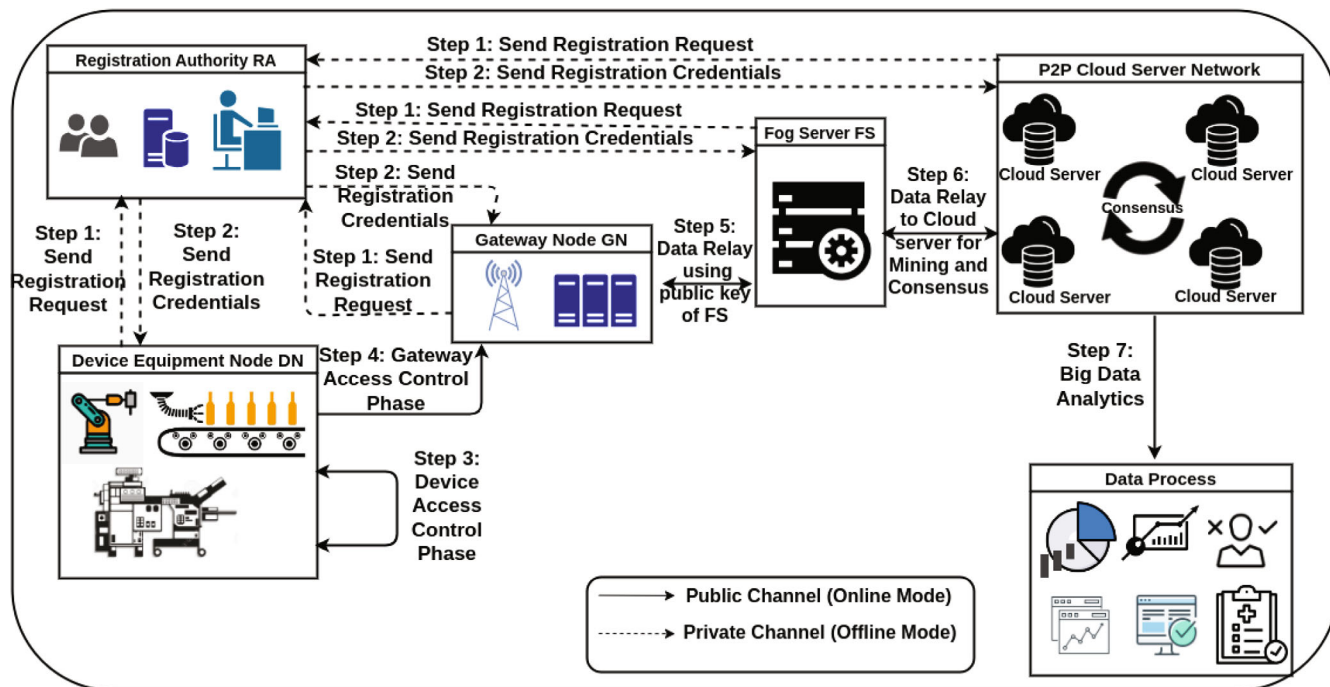 Step 1: Send Registration Request
Registration Authority RA
Step 2: Send Registration Credentials
P2P Cloud Server Network
Step 1: Send Registration Request
Step 2: Send Registration Credentials
Fog Server FS
Cloud Server
Cloud Server
Consensus
Cloud Server
Cloud Server
Step 2: Send
Registration
Credentials
Step 6:
Data Relay
to Cloud
server for
Mining and
Consensus
Step 1:
Send
Registration
Request
Step 2:
Send
Registration
Credentials
Step 1: Send
Registration
Request
Gateway Node GN
Step 5:
Data Relay
using
public key
of FS
Device Equipment Node DN
Step 4: Gateway
Access Control
Phase
Step 3:
Device
Access
Control
Phase
Step 7:
Big Data
Analytics
Data Process
Public Channel (Online Mode)
Private Channel (Offline Mode)